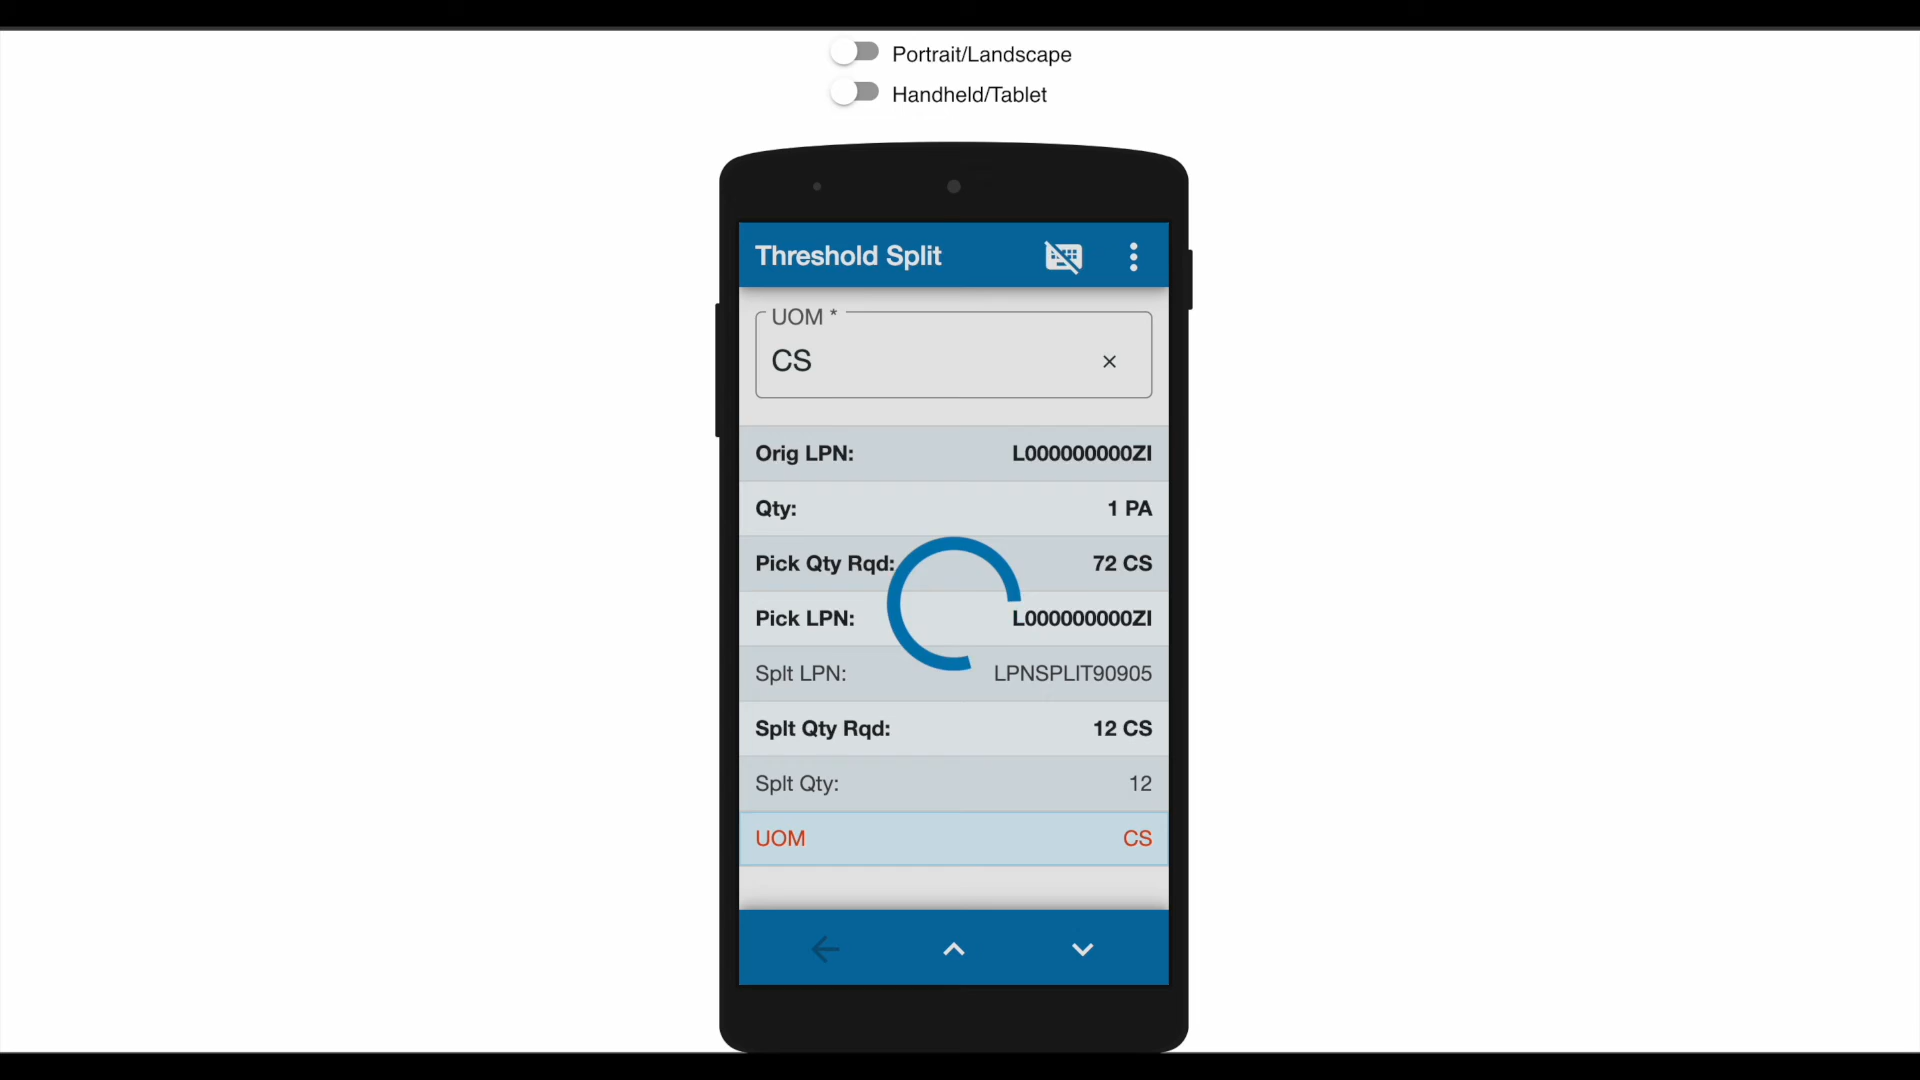 Portrait/Landscape
Handheld/Tablet
Threshold Split
UOM *
CS
Orig LPN: L000000000ZI
Qty: 1 PA
Pick Qty Rqd: 72 CS
Pick LPN: L000000000ZI
Splt LPN: LPNSPLIT90905
Splt Qty Rqd: 12 CS
Splt Qty: 12
UOM CS